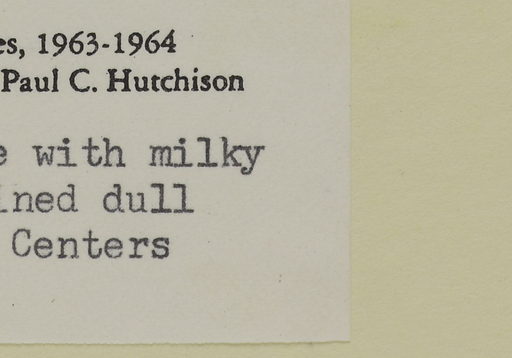 es, 1963-1964
Paul C. Hutchison
e with milky
ined dull
Centers